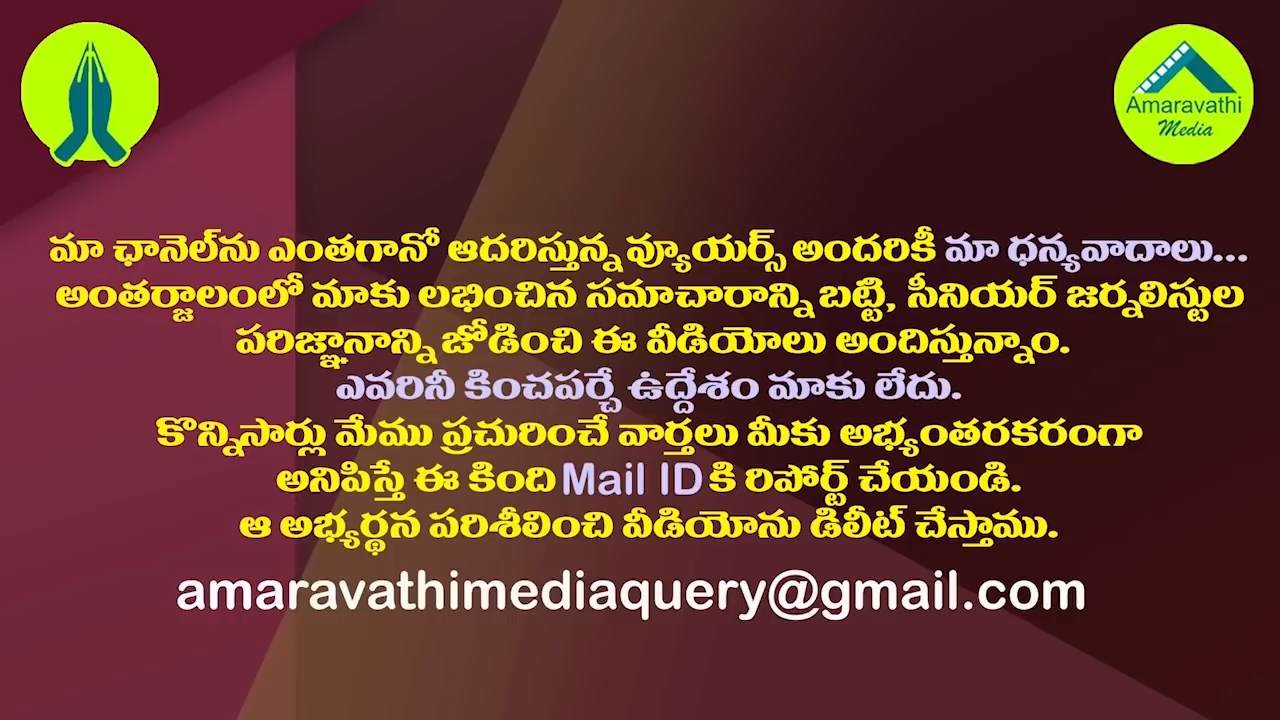 Amaravathi
Media
మా ఛానెల్‌ను ఎంతగానో ఆదరిస్తున్న వ్యూయర్స్ అందరికీ మా ధన్యవాదాలు...
అంతర్జాలంలో మాకు లభించిన సమాచారాన్ని బట్టి, సీనియర్ జర్నలిస్టుల
పరిజ్ఞానాన్ని జోడించి ఈ వీడియోలు అందిస్తున్నాం.
ఎవరినీ కించపర్చే ఉద్దేశం మాకు లేదు.
కొన్నిసార్లు మేము ప్రచురించే వార్తలు మీకు అభ్యంతరకరంగా
అనిపిస్తే ఈ కింది Mail ID కి రిపోర్ట్ చేయండి.
ఆ అభ్యర్థన పరిశీలించి వీడియోను డిలీట్ చేస్తాము.
amaravathimediaquery@gmail.com